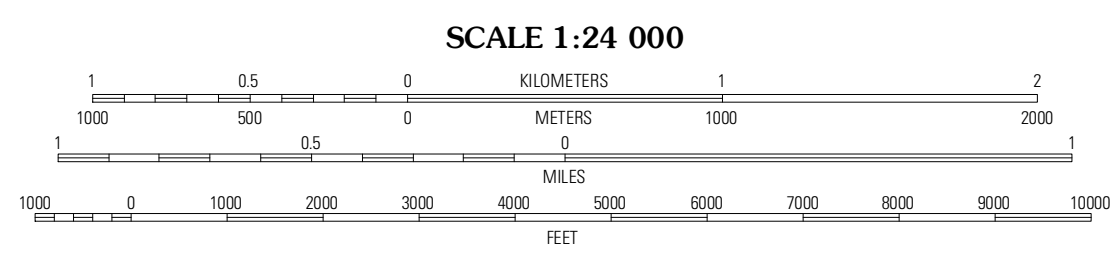 SCALE 1:24 000
1 0.5 0 KILOMETERS 1 2
1000 500 0 METERS 1000 2000
1 0.5 0 1
MILES
1000 0 1000 2000 3000 4000 5000 6000 7000 8000 9000 10000
FEET